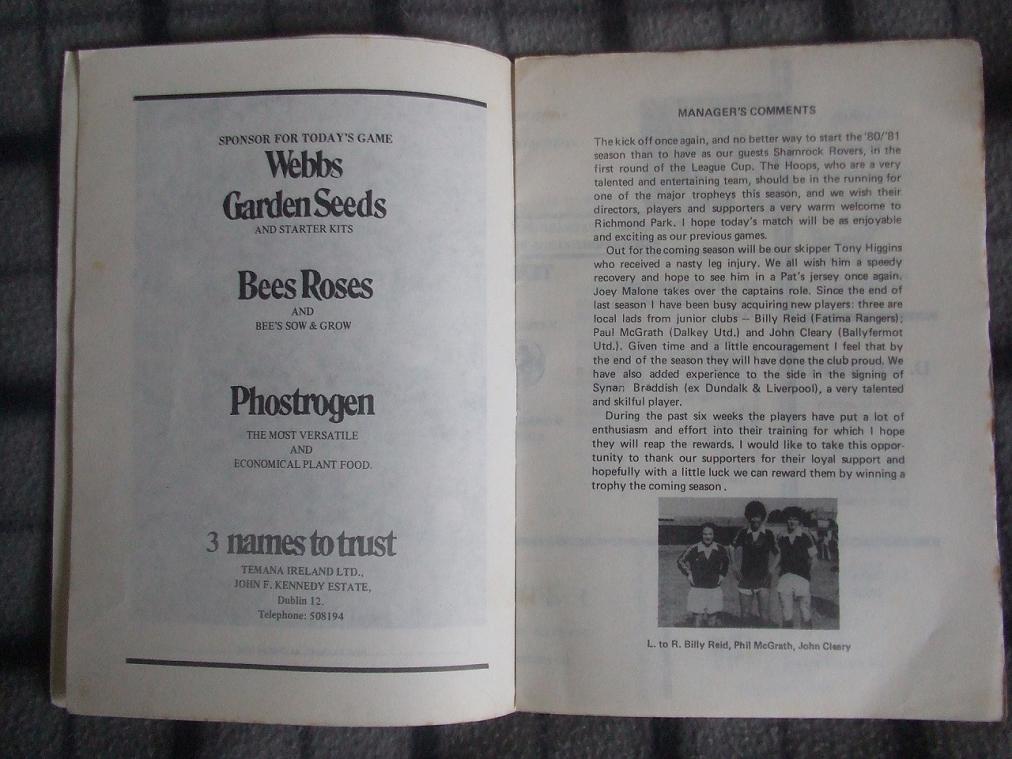 SPONSOR FOR TODAY'S GAME
Webbs
Garden Seeds
AND STARTER KITS
Bees Roses
AND
BEE'S SOW & GROW
Phostrogen
THE MOST VERSATILE
AND
ECONOMICAL PLANT FOOD.
3 names to trust
TEMANA IRELAND LTD.,
JOHN F. KENNEDY ESTATE,
Dublin 12.
Telephone: 508194
MANAGER'S COMMENTS
The kick off once again, and no better way to start the '80/'81
season than to have as our guests Shamrock Rovers, in the
first round of the League Cup. The Hoops, who are a very
talented and entertaining team, should be in the running for
one of the major tropheys this season, and we wish their
directors, players and supporters a very warm welcome to
Richmond Park. I hope today's match will be as enjoyable
and exciting as our previous games.
Out for the coming season will be our skipper Tony Higgins
who received a nasty leg injury. We all wish him a speedy
recovery and hope to see him in a Pat's jersey once again.
Joey Malone takes over the captains role. Since the end of
last season I have been busy acquiring new players: three are
local lads from junior clubs — Billy Reid (Fatima Rangers);
Paul McGrath (Dalkey Utd.) and John Cleary (Ballyfermot
Utd.). Given time and a little encouragement I feel that by
the end of the season they will have done the club proud. We
have also added experience to the side in the signing of
Synan Braddish (ex Dundalk & Liverpool), a very talented
and skilful player.
During the past six weeks the players have put a lot of
enthusiasm and effort into their training for which I hope
they will reap the rewards. I would like to take this oppor-
tunity to thank our supporters for their loyal support and
hopefully with a little luck we can reward them by winning a
trophy the coming season.
L. to R. Billy Reid, Phil McGrath, John Cleary